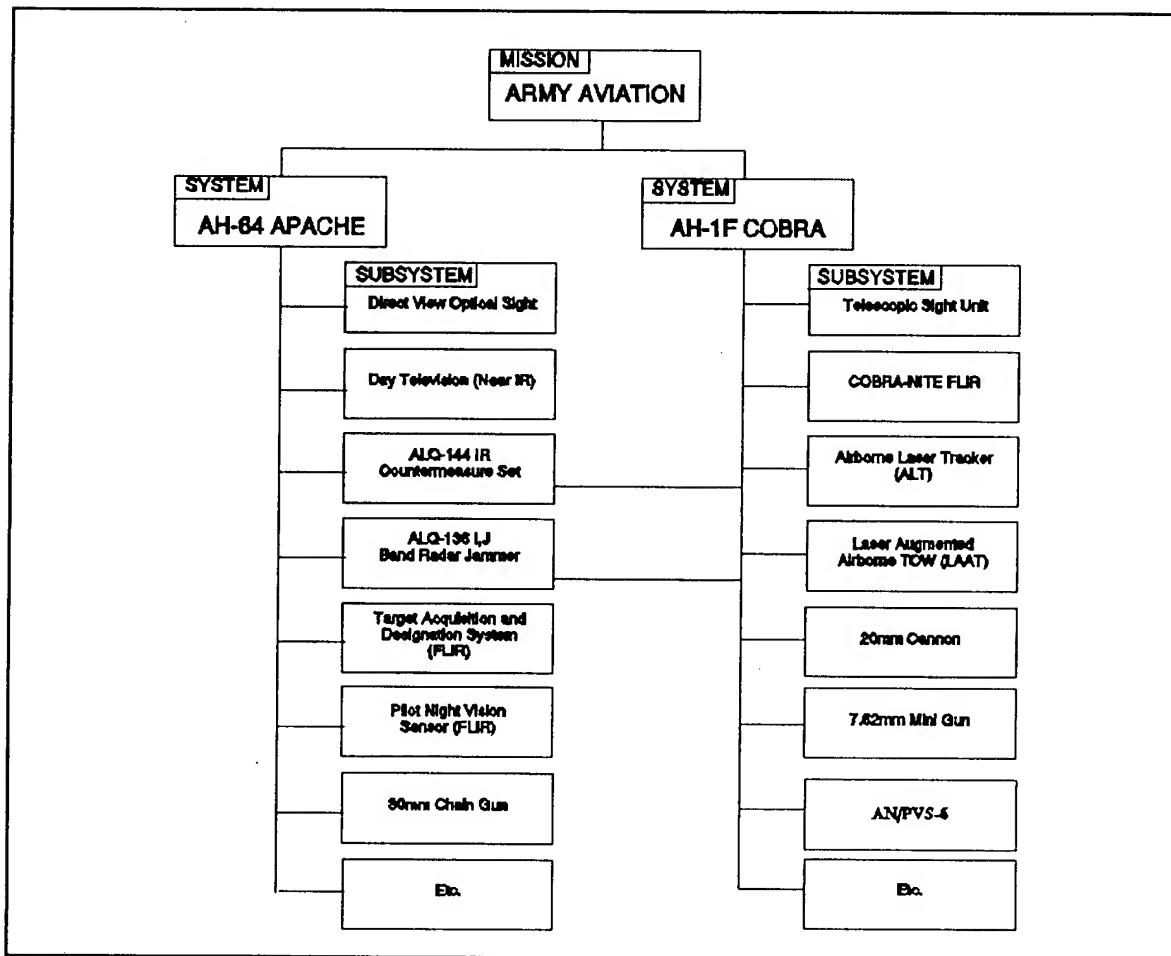 MISSION
ARMY AVIATION
SYSTEM
AH-64 APACHE
SUBSYSTEM
Direct View Optical Sight
Day Television (Near IR)
ALQ-144 IR
Countermeasure Set
ALQ-136 I,J
Band Radar Jammer
Target Acquisition and
Designation System
(FLIR)
Pilot Night Vision
Sensor (FLIR)
30mm Chain Gun
Etc.
SYSTEM
AH-1F COBRA
SUBSYSTEM
Telescopic Sight Unit
COBRA-NITE FLIR
Airborne Laser Tracker
(ALT)
Laser Augmented
Airborne TOW (LAAT)
20mm Cannon
7.62mm Mini Gun
AN/PVS-6
Etc.